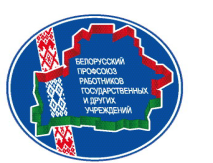 БЕЛОРУССКИЙ
ПРОФСОЮЗ
РАБОТНИКОВ
ГОСУДАРСТВЕННЫХ
И ДРУГИХ
УЧРЕЖДЕНИЙ